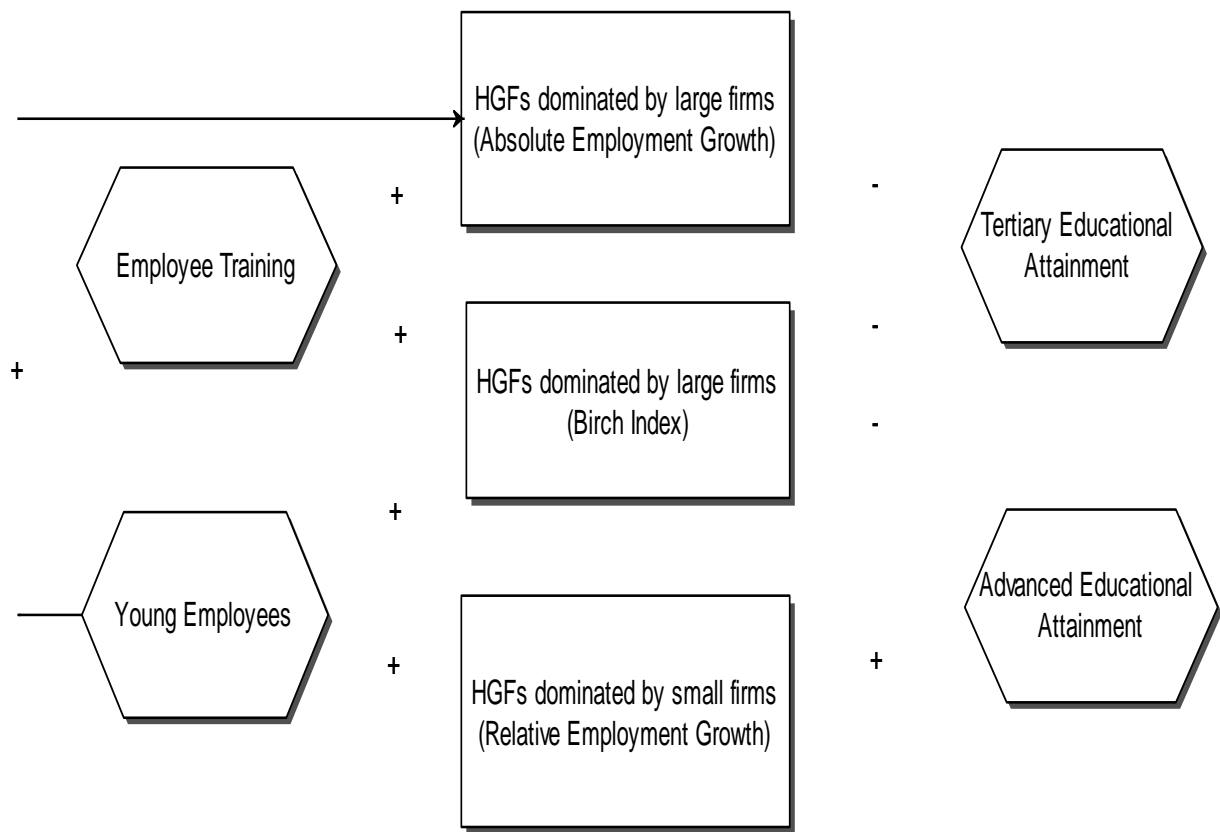 HGFs dominated by large firms
(Absolute Employment Growth)
+
-
Employee Training
Tertiary Educational
Attainment
+
-
+
HGFs dominated by large firms
(Birch Index)
-
+
Young Employees
Advanced Educational
Attainment
+
HGFs dominated by small firms
(Relative Employment Growth)
+